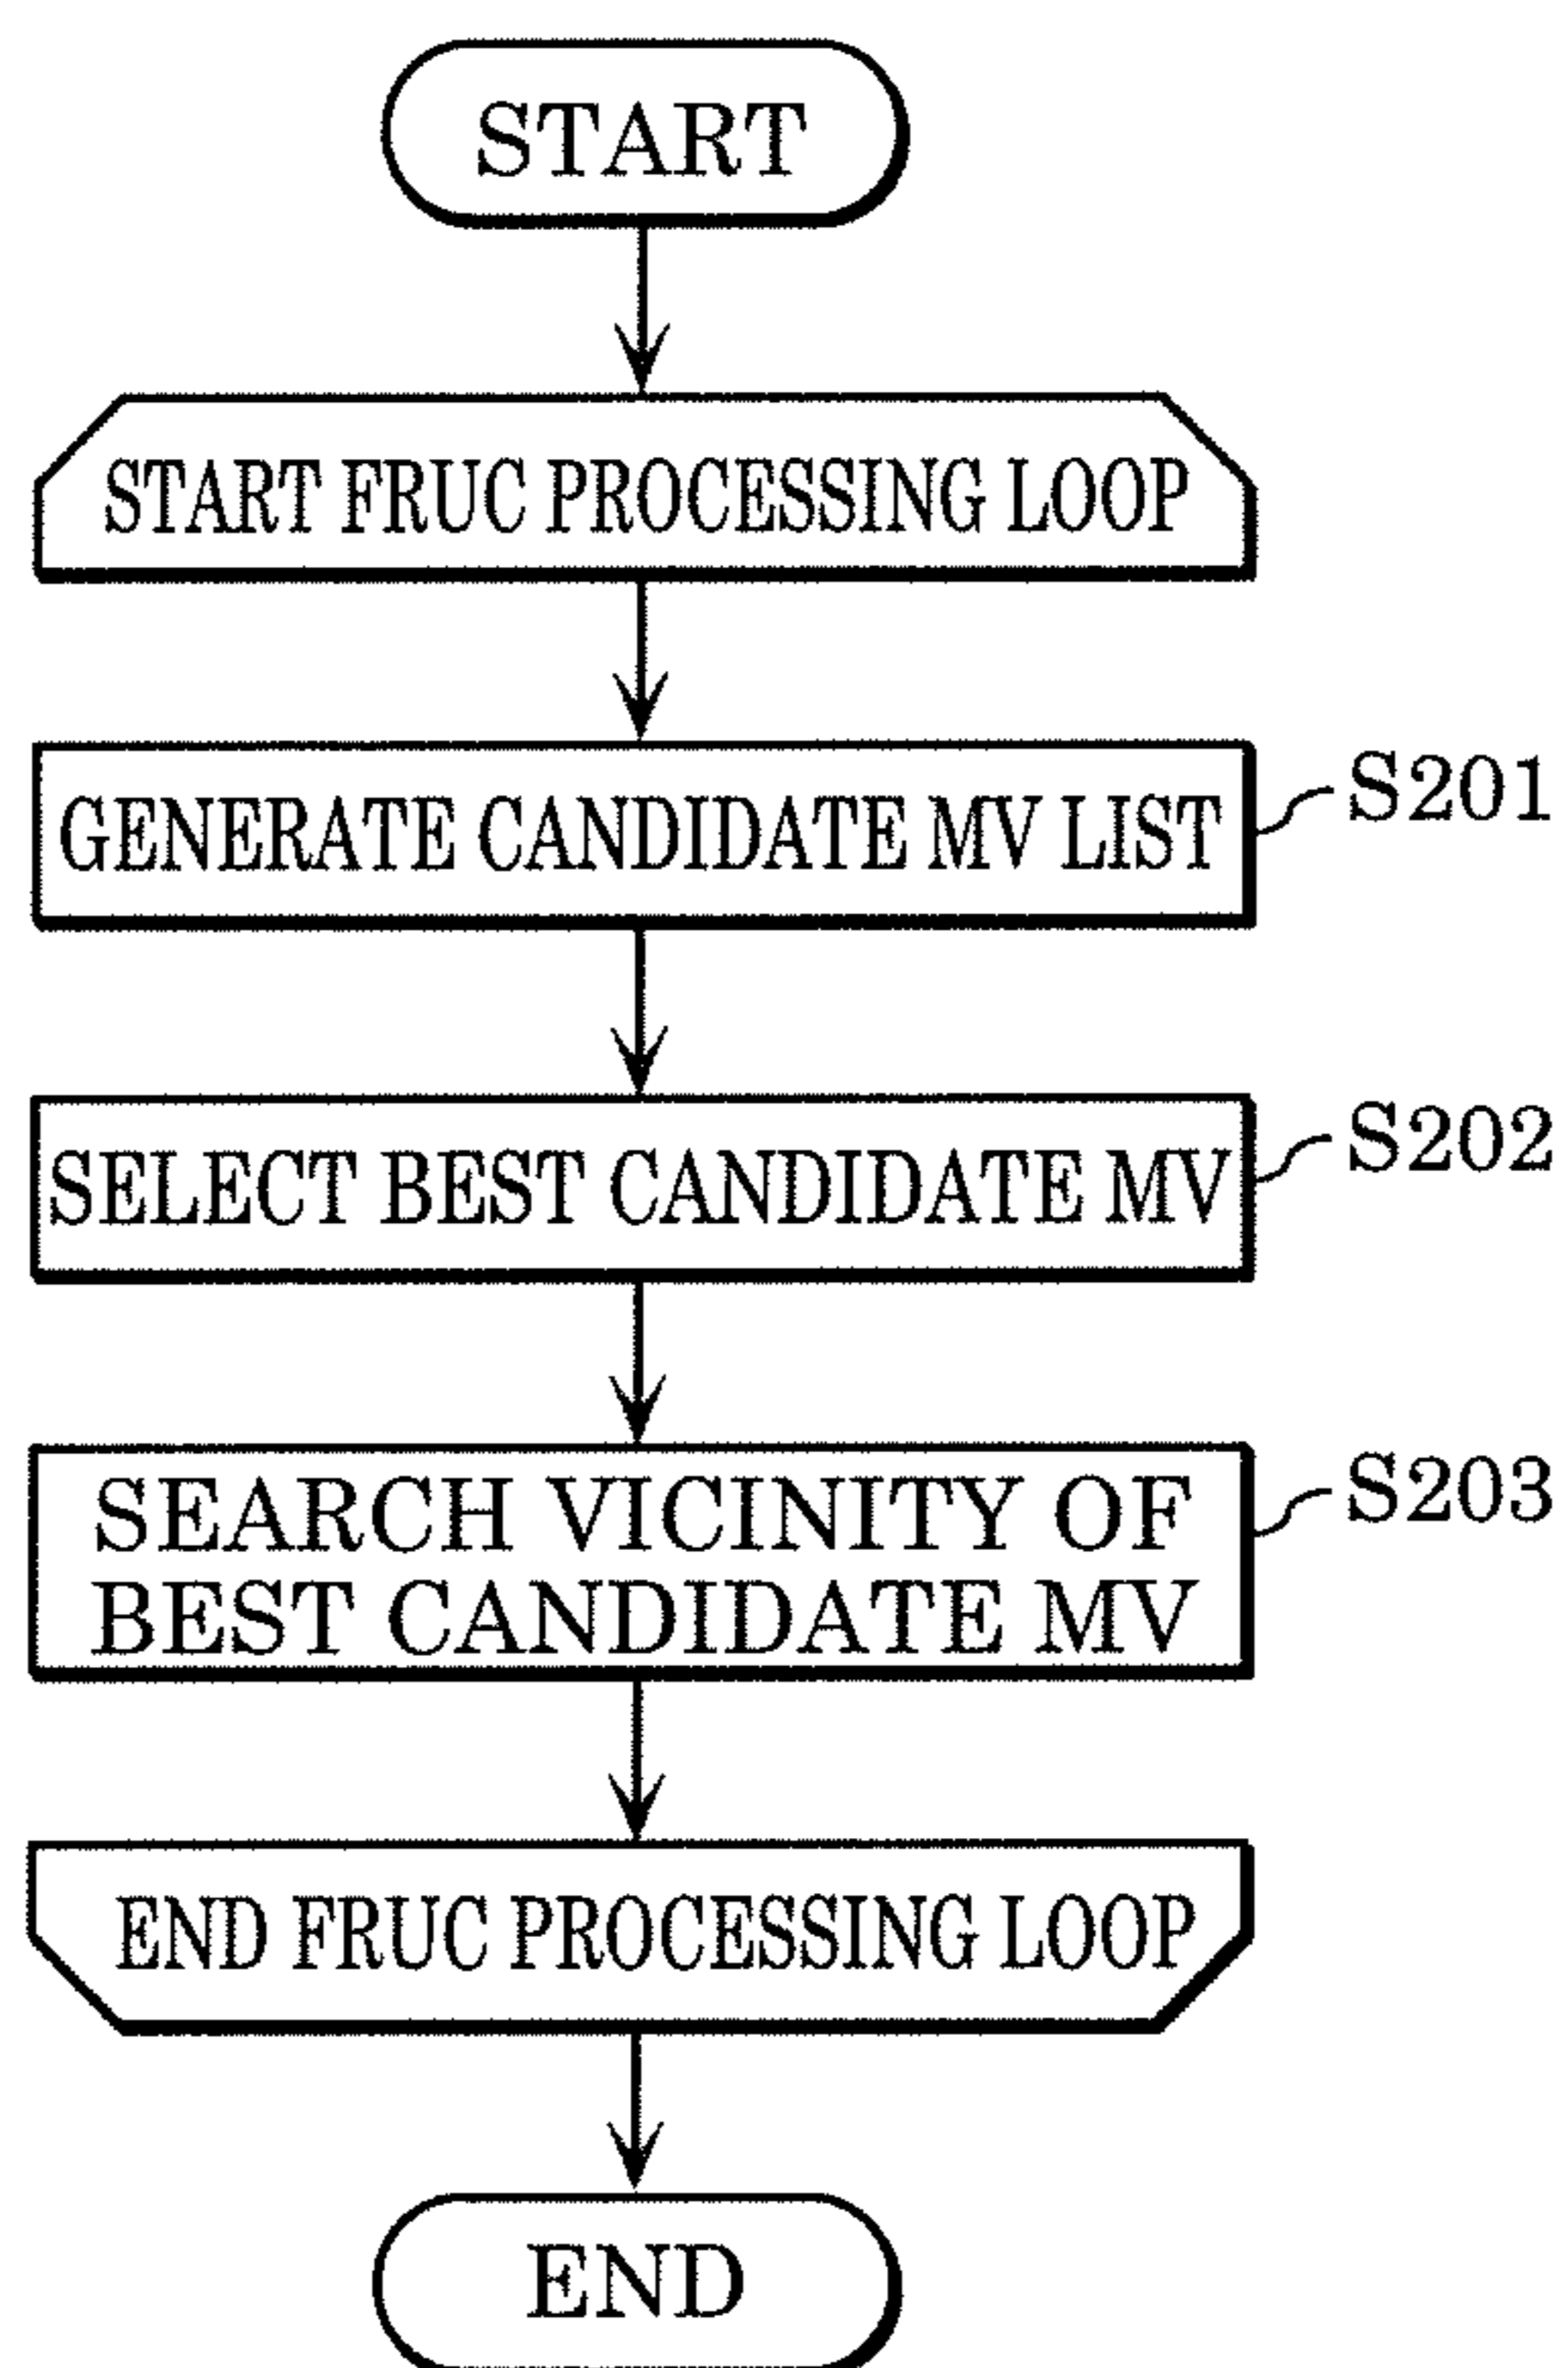 START
START FRUC PROCESSING LOOP
GENERATE CANDIDATE MV LIST
S201
SELECT BEST CANDIDATE MV
S202
SEARCH VICINITY OF
BEST CANDIDATE MV
S203
END FRUC PROCESSING LOOP
END